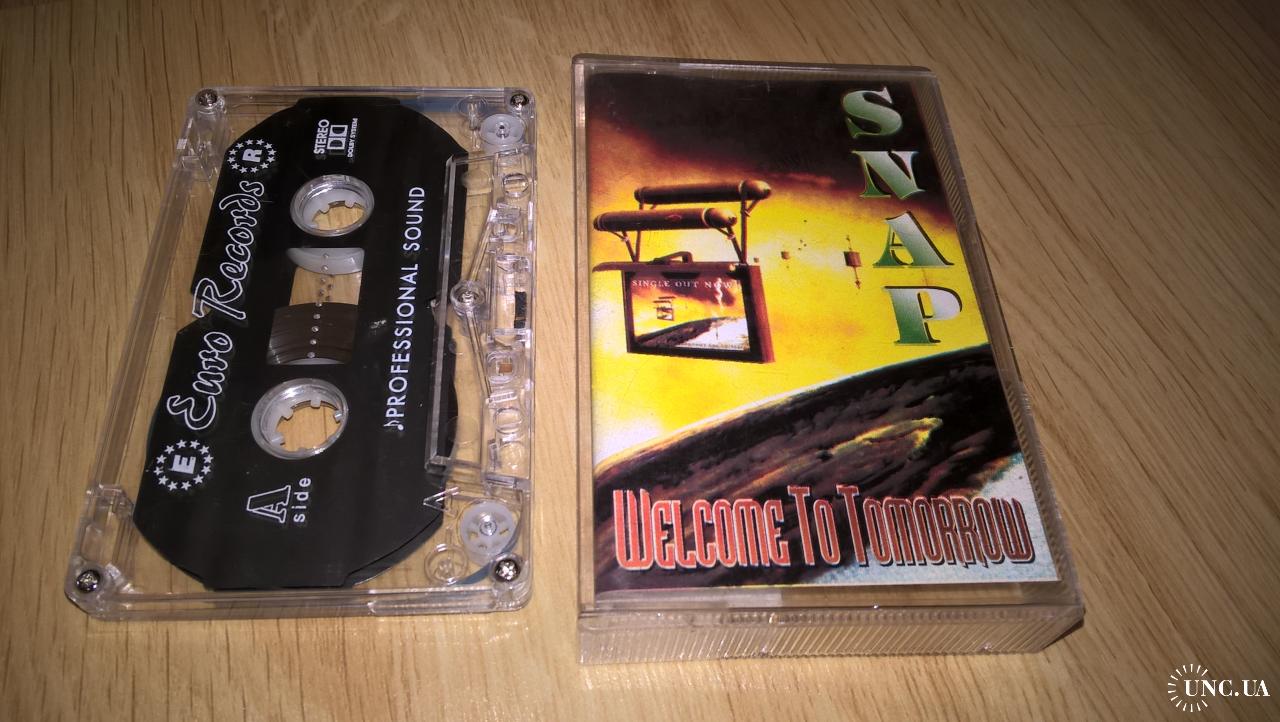 E Euro Records R
STEREO
DOLBY SYSTEM
♪PROFESSIONAL SOUND
A
side
SNAP
SINGLE OUT NOW
WELCOME TO TOMORROW
UNC.UA